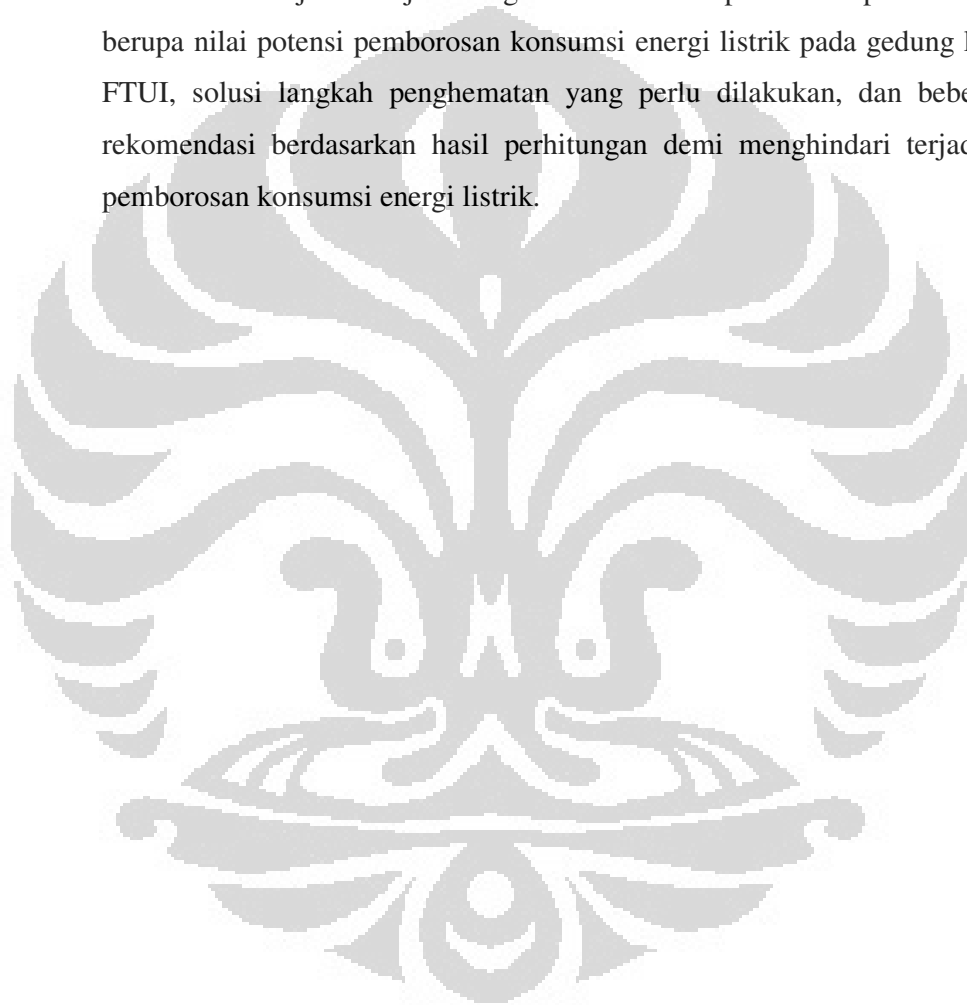 berupa nilai potensi pemborosan konsumsi energi listrik pada gedung
FTUI, solusi langkah penghematan yang perlu dilakukan, dan
rekomendasi berdasarkan hasil perhitungan demi menghindari
pemborosan konsumsi energi listrik.